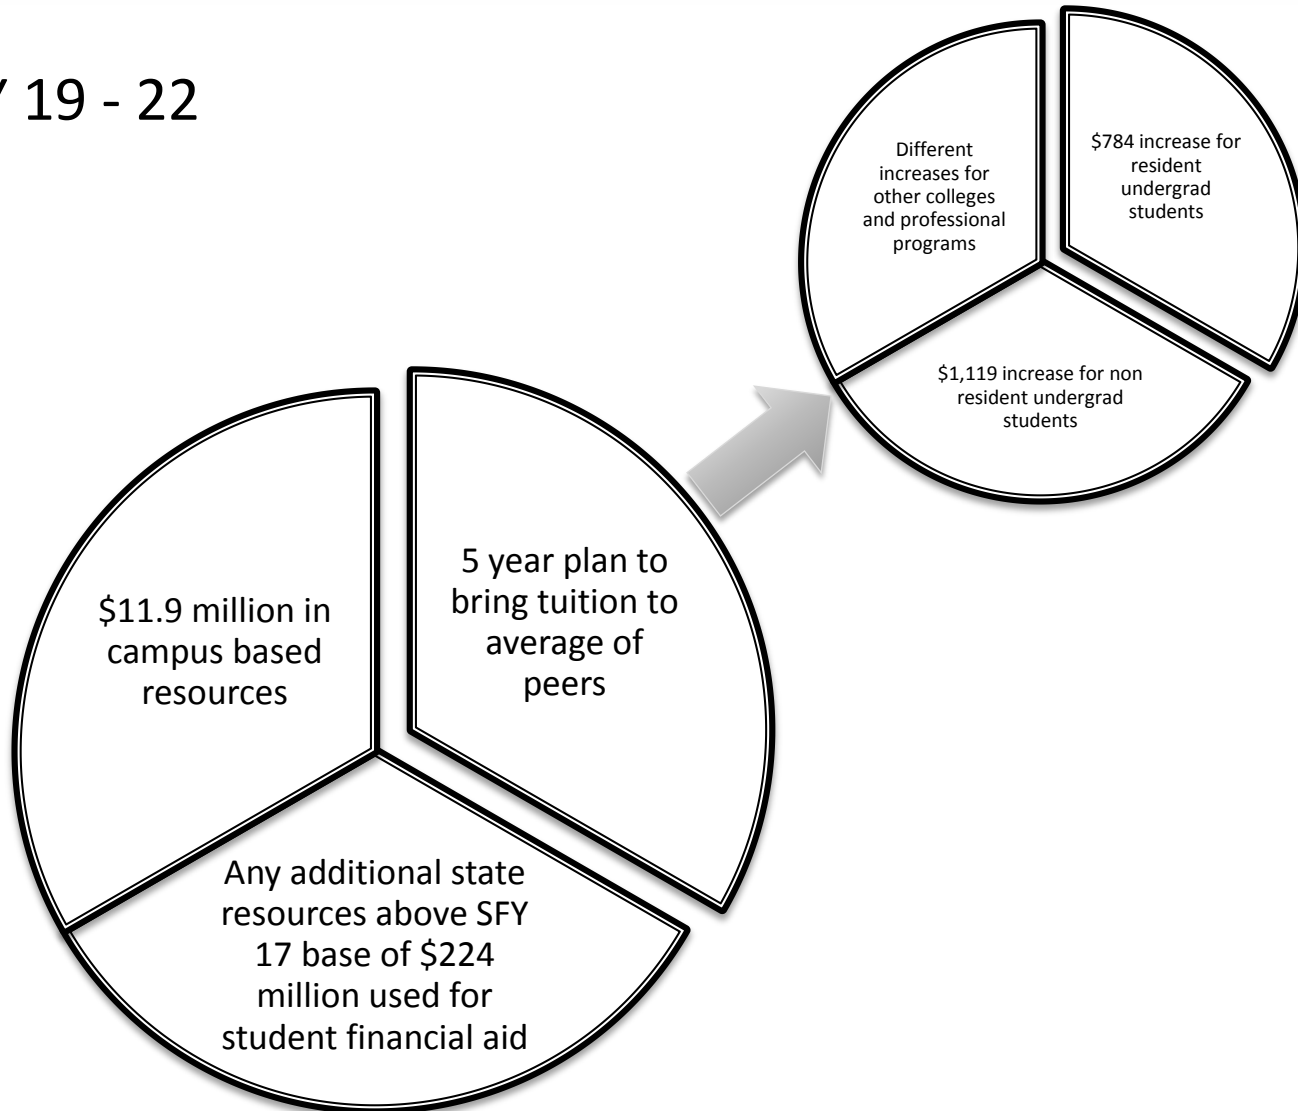 19 - 22
Different
increases for
other colleges
and professional
programs
$784 increase for
resident
undergrad
students
$1,119 increase for non
resident undergrad
students
$11.9 million in
campus based
resources
5 year plan to
bring tuition to
average of
peers
Any additional state
resources above SFY
17 base of $224
million used for
student financial aid